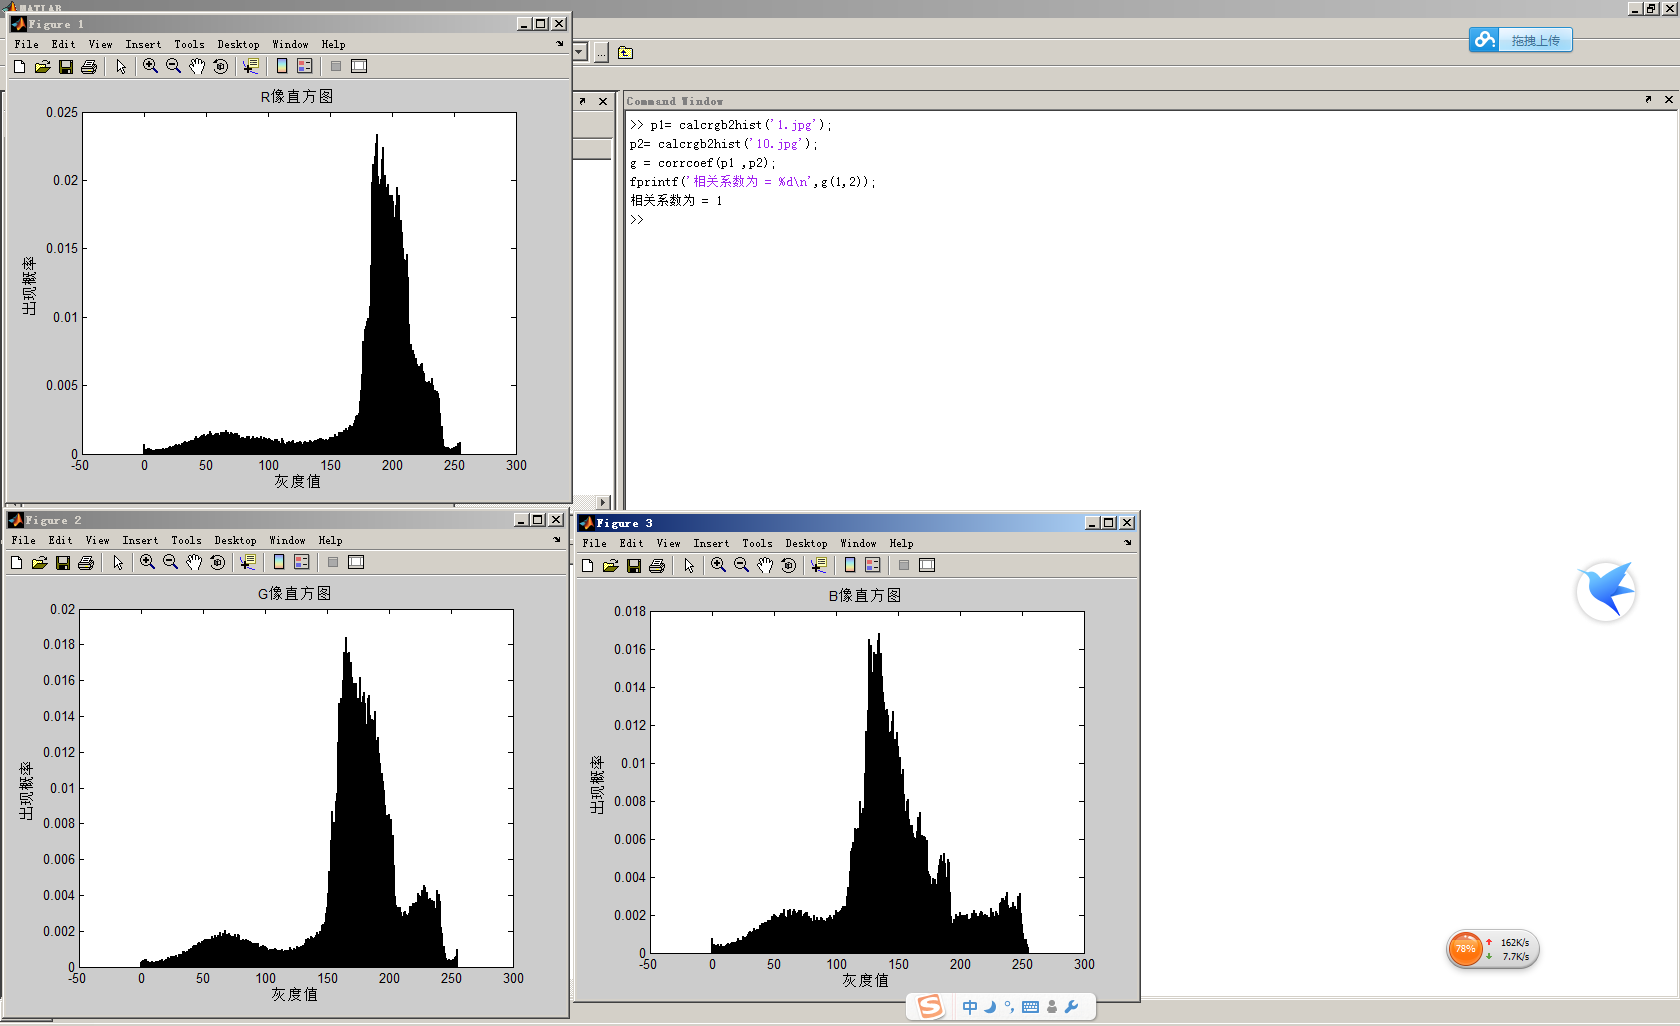 MATLAB
Figure 1
File Edit View Insert Tools Desktop Window Help
R像直方图
0.025
0.02
0.015
0.01
0.005
0
出现概率
-50 0 50 100 150 200 250 300
灰度值
拖拽上传
Command Window
>> p1= calcrgb2hist('1.jpg');
p2= calcrgb2hist('10.jpg');
g = corrcoef(p1 ,p2);
fprintf('相关系数为 = %d\n',g(1,2));
相关系数为 = 1
>>
Figure 2
File Edit View Insert Tools Desktop Window Help
G像直方图
0.02
0.018
0.016
0.014
0.012
0.01
0.008
0.006
0.004
0.002
0
出现概率
-50 0 50 100 150 200 250 300
灰度值
Figure 3
File Edit View Insert Tools Desktop Window Help
B像直方图
0.018
0.016
0.014
0.012
0.01
0.008
0.006
0.004
0.002
0
出现概率
-50 0 50 100 150 200 250 300
灰度值
78%
162K/s
7.7K/s
S 中